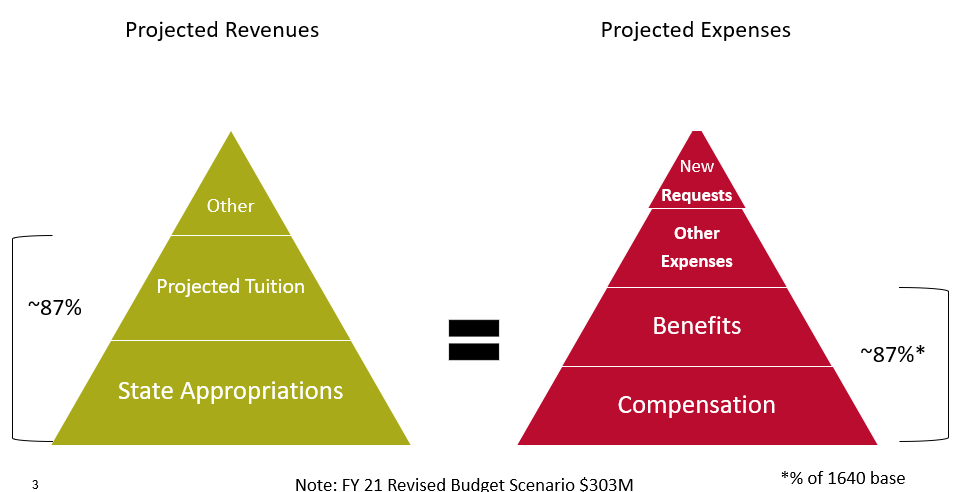 Projected Revenues
Projected Expenses
Other
Projected Tuition
State Appropriations
~87%
New
Requests
Other
Expenses
Benefits
Compensation
~87%*
3
Note: FY 21 Revised Budget Scenario $303M
*% of 1640 base